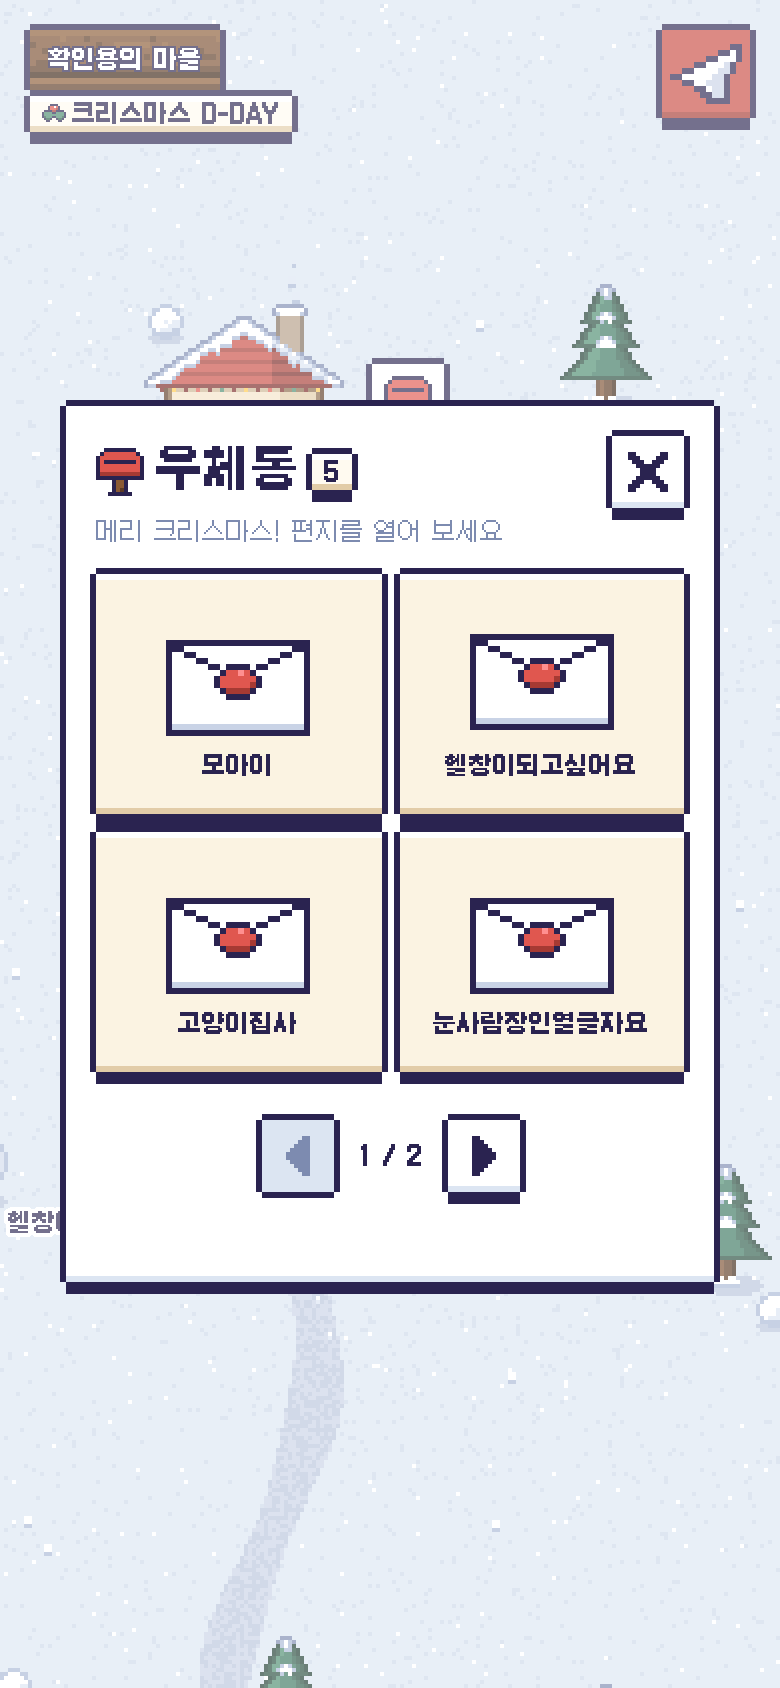 확인용의 마을
크리스마스 D-DAY
우체통 5
메리 크리스마스! 편지를 열어 보세요
모아이
헬창이되고싶어요
고양이집사
눈사람장인열글자요
1 / 2
헬창